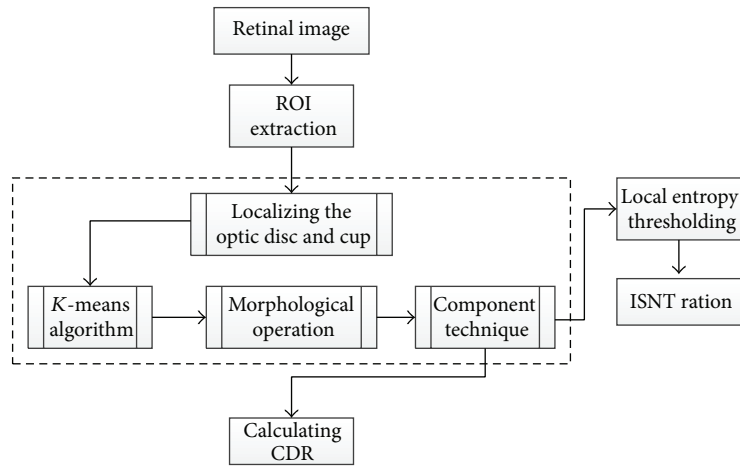 Retinal image
ROI
extraction
Localizing the
optic disc and cup
K-means
algorithm
Morphological
operation
Component
technique
Local entropy
thresholding
ISNT ration
Calculating
CDR